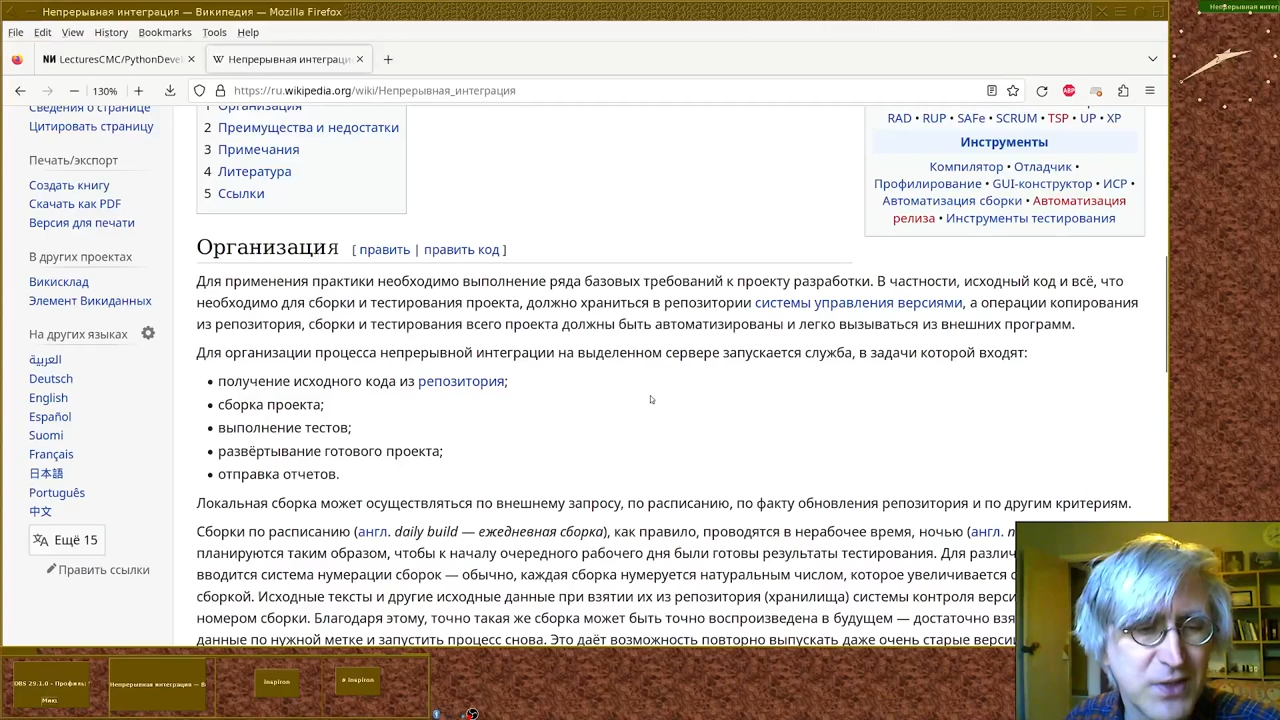 Непрерывная интеграция — Википедия — Mozilla Firefox
Непрерывная интег
File Edit View History Bookmarks Tools Help
LecturesCMC/PythonDeve
Непрерывная интеграци
130%
https://ru.wikipedia.org/wiki/Непрерывная_интеграция
ABP
Сведения о странице
Цитировать страницу
Печать/экспорт
Создать книгу
Скачать как PDF
Версия для печати
В других проектах
Викисклад
Элемент Викиданных
На других языках
العربية
Deutsch
English
Español
Suomi
Français
日本語
Português
中文
Ещё 15
Править ссылки
1 Организация
2 Преимущества и недостатки
3 Примечания
4 Литература
5 Ссылки
RAD • RUP • SAFe • SCRUM • TSP • UP • XP
Инструменты
Компилятор • Отладчик •
Профилирование • GUI-конструктор • ИСР •
Автоматизация сборки • Автоматизация
релиза • Инструменты тестирования
Организация [ править | править код ]
Для применения практики необходимо выполнение ряда базовых требований к проекту разработки. В частности, исходный код и всё, что
необходимо для сборки и тестирования проекта, должно храниться в репозитории системы управления версиями, а операции копирования
из репозитория, сборки и тестирования всего проекта должны быть автоматизированы и легко вызываться из внешних программ.
Для организации процесса непрерывной интеграции на выделенном сервере запускается служба, в задачи которой входят:
• получение исходного кода из репозитория;
• сборка проекта;
• выполнение тестов;
• развёртывание готового проекта;
• отправка отчетов.
Локальная сборка может осуществляться по внешнему запросу, по расписанию, по факту обновления репозитория и по другим критериям.
Сборки по расписанию (англ. daily build — ежедневная сборка), как правило, проводятся в нерабочее время, ночью (англ.
планируются таким образом, чтобы к началу очередного рабочего дня были готовы результаты тестирования. Для различ
вводится система нумерации сборок — обычно, каждая сборка нумеруется натуральным числом, которое увеличивается с
сборкой. Исходные тексты и другие исходные данные при взятии их из репозитория (хранилища) системы контроля верси
номером сборки. Благодаря этому, точно такая же сборка может быть точно воспроизведена в будущем — достаточно взя
данные по нужной метке и запустить процесс снова. Это даёт возможность повторно выпускать даже очень старые верси
OBS 29.1.0 - Профиль:
Непрерывная интеграция — В
inspiron
# inspiron